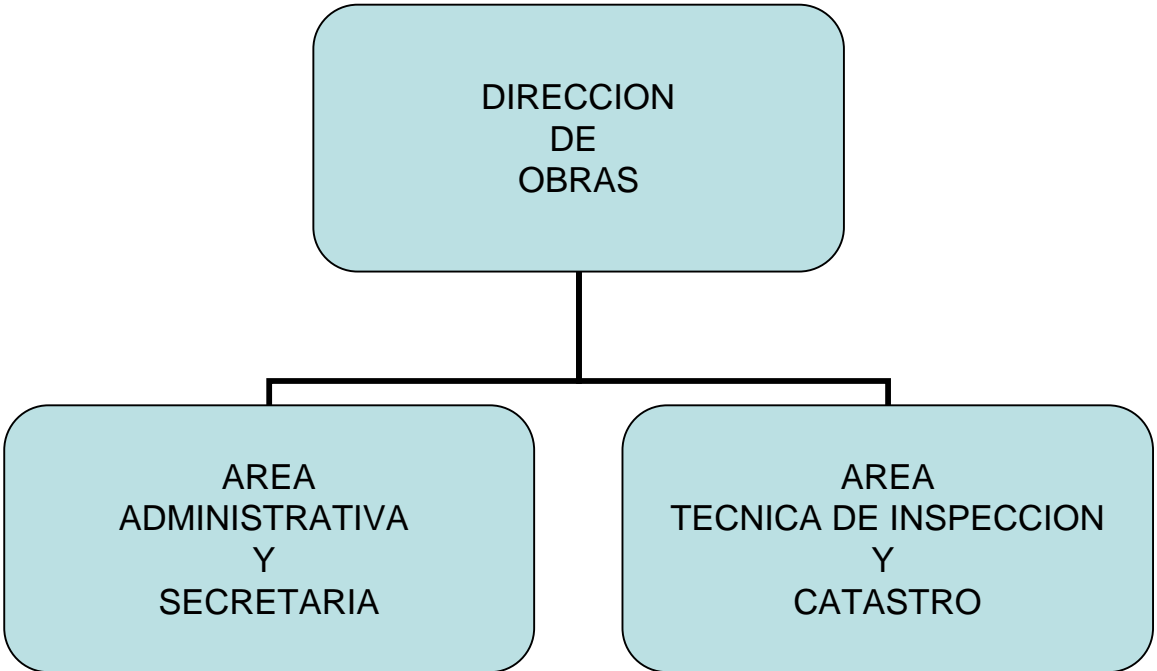 DIRECCION
DE
OBRAS
AREA
ADMINISTRATIVA
Y
SECRETARIA
AREA
TECNICA DE INSPECCION
Y
CATASTRO